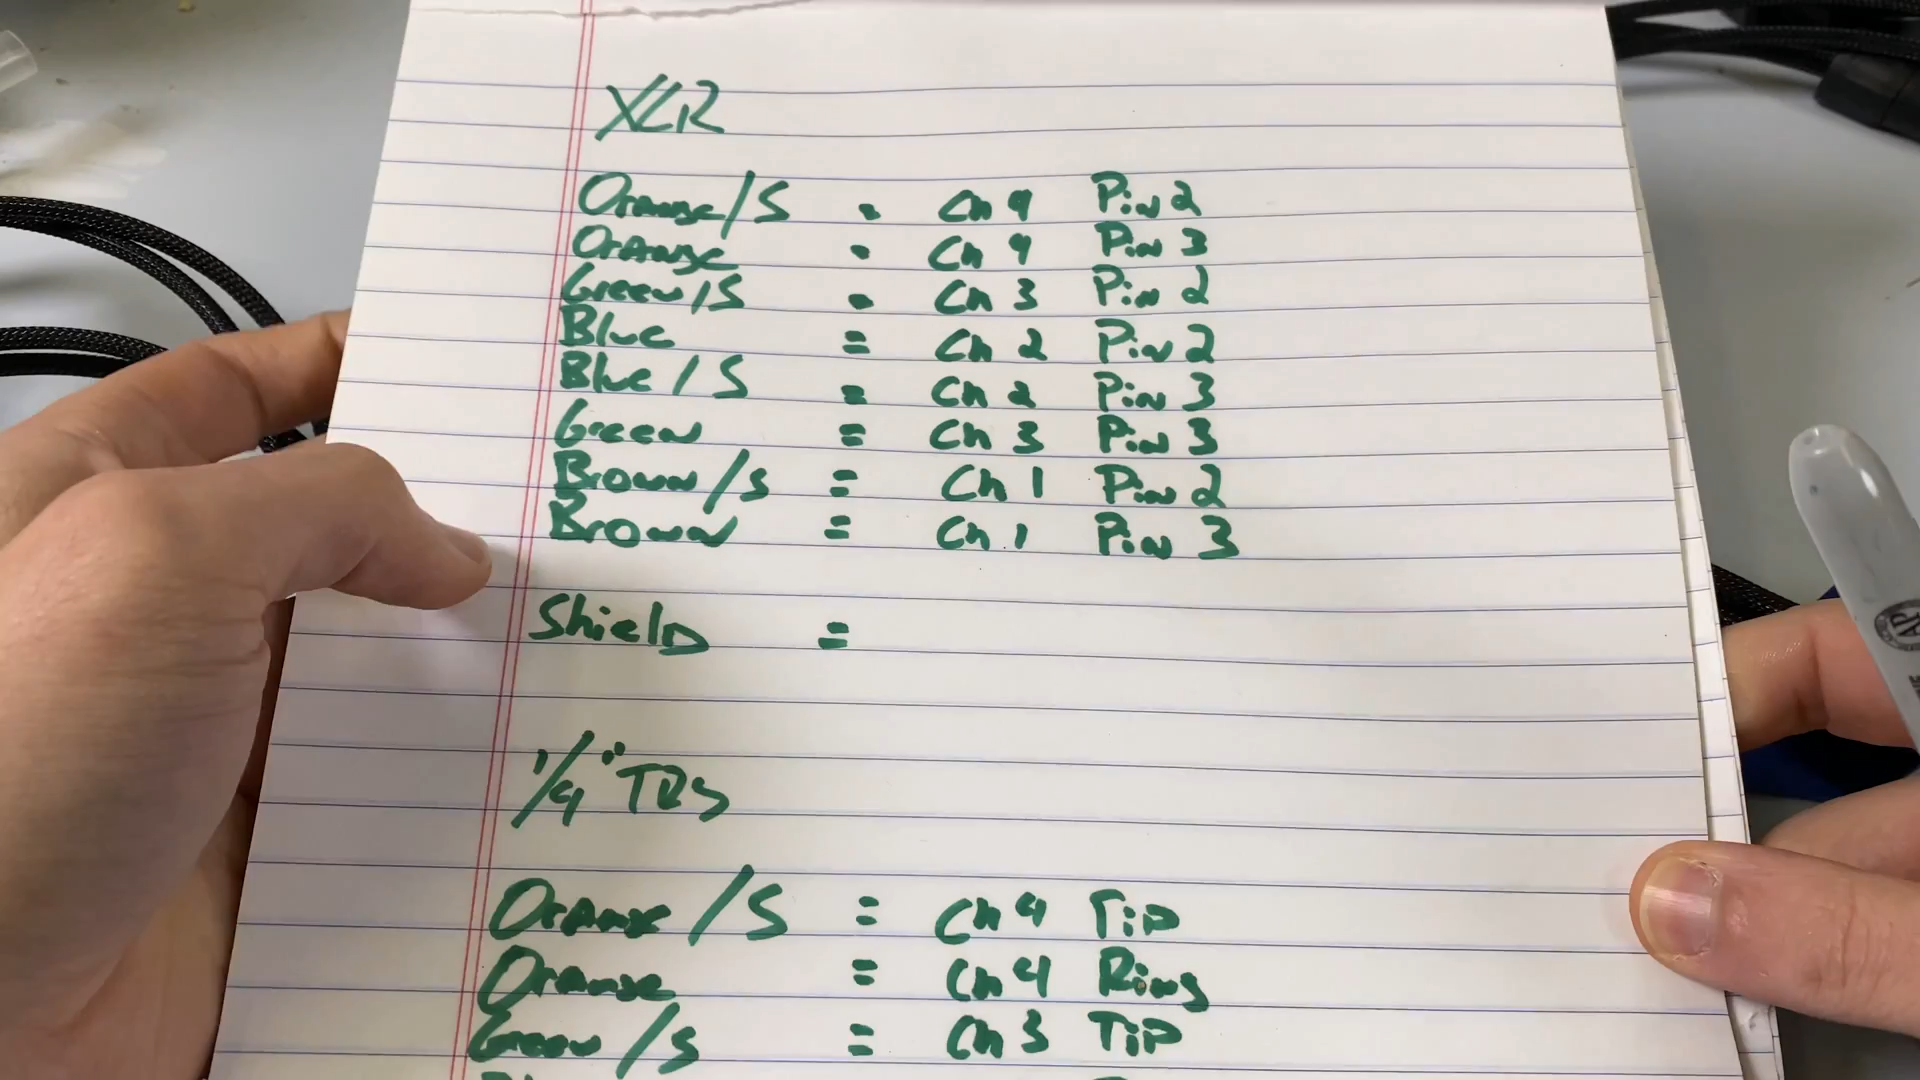 XLR
Orange/S = Ch 4 Pin 2
Orange = Ch 4 Pin 3
Green/S = Ch 3 Pin 2
Blue = Ch 2 Pin 2
Blue/S = Ch 2 Pin 3
Green = Ch 3 Pin 3
Brown/S = Ch 1 Pin 2
Brown = Ch 1 Pin 3
Shield =
1/4" TRS
Orange/S = Ch 4 Tip
Orange = Ch 4 Ring
Green/S = Ch 3 Tip
AP